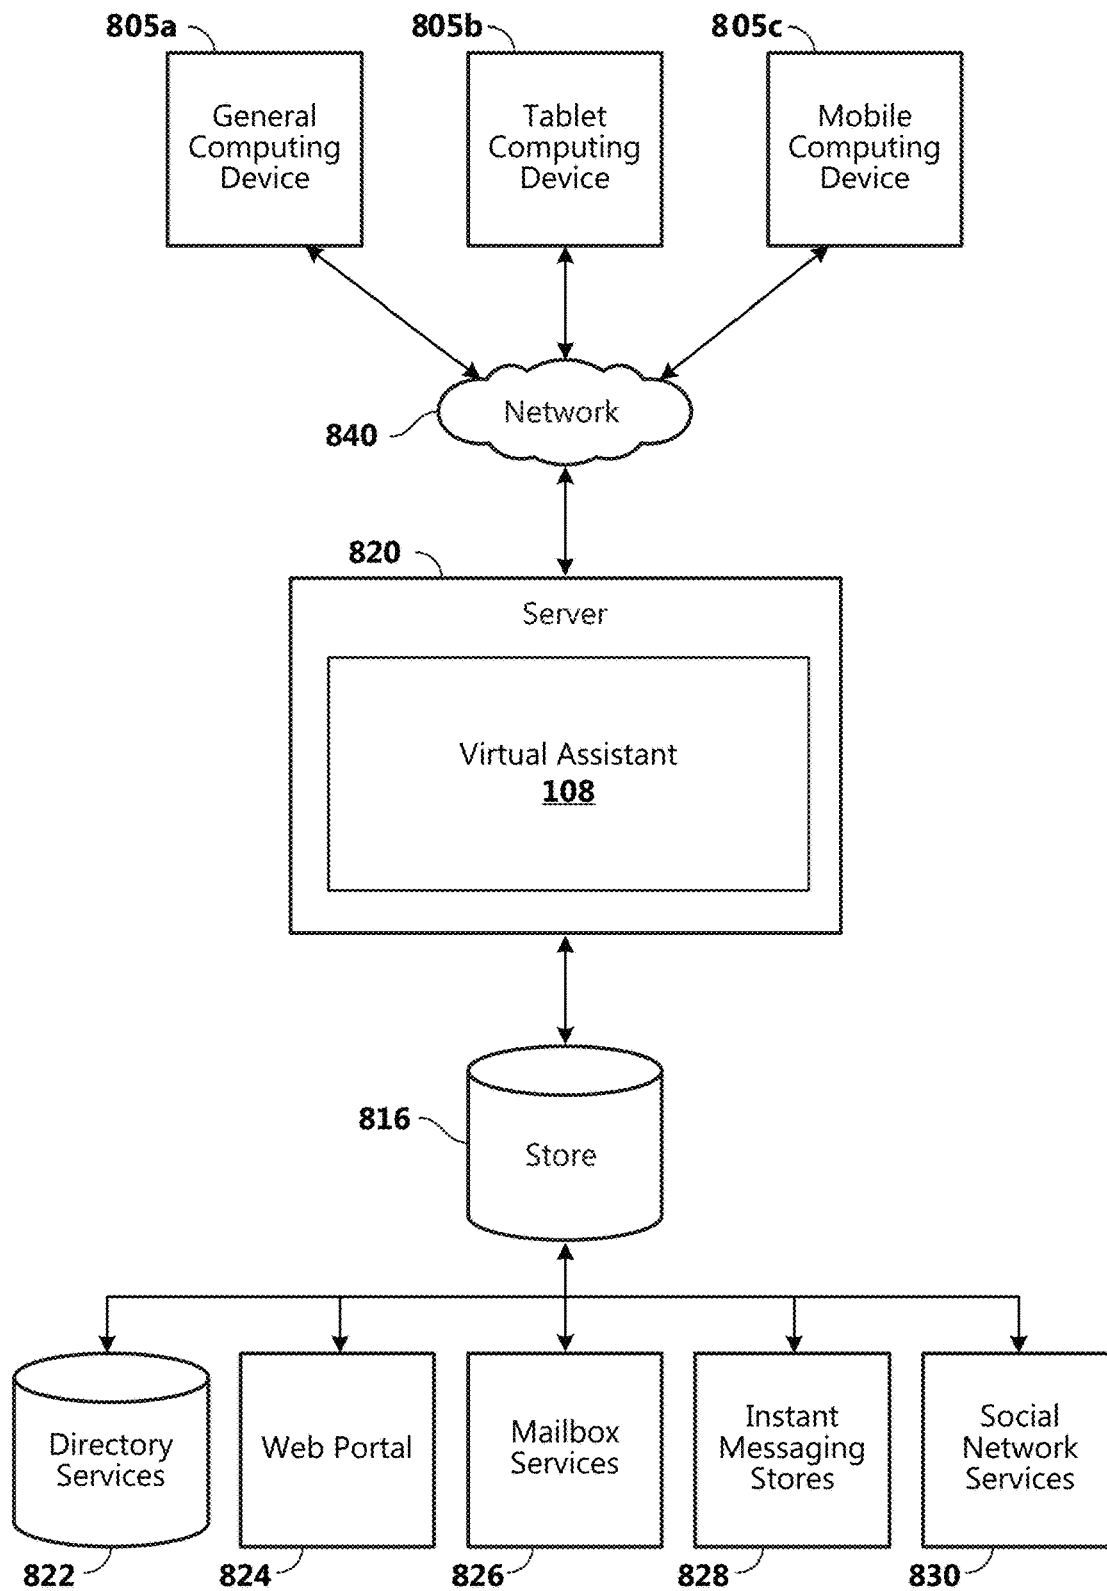 805a
805b
805c
General
Computing
Device
Tablet
Computing
Device
Mobile
Computing
Device
Network
840
820
Server
Virtual Assistant
108
816
Store
Directory
Services
Web Portal
Mailbox
Services
Instant
Messaging
Stores
Social
Network
Services
822
824
826
828
830